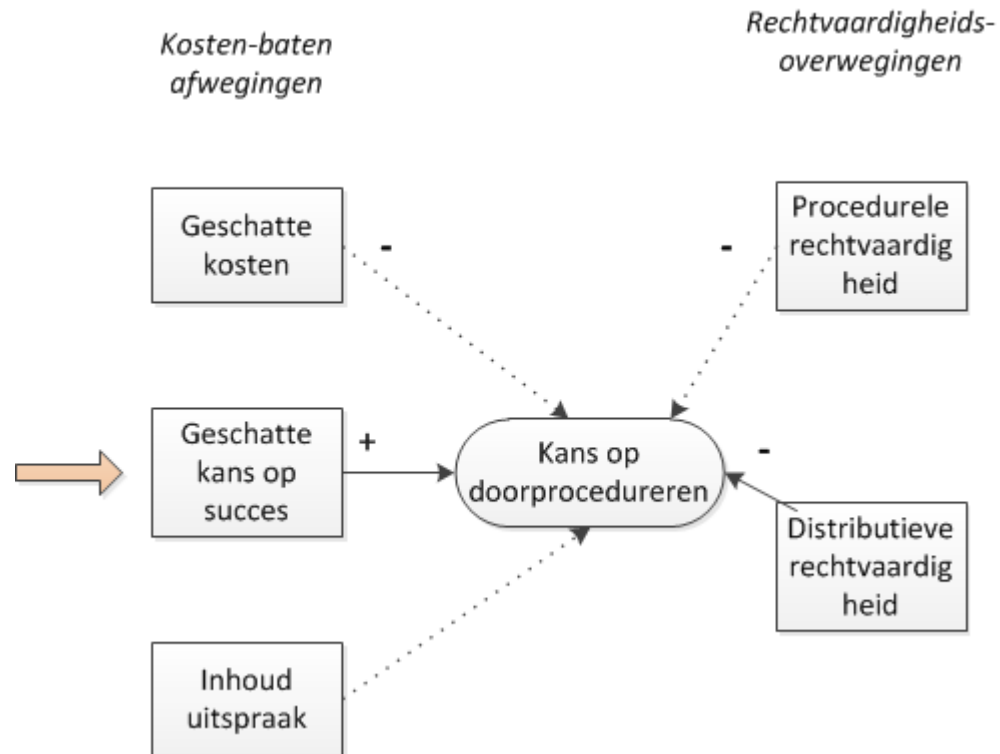 Kosten-baten
afwegingen
Rechtvaardigheids-
overwegingen
Geschatte
kosten
-
-
Procedurele
rechtvaardig
heid
Geschatte
kans op
succes
+
Kans op
doorprocedureren
-
Distributieve
rechtvaardig
heid
Inhoud
uitspraak